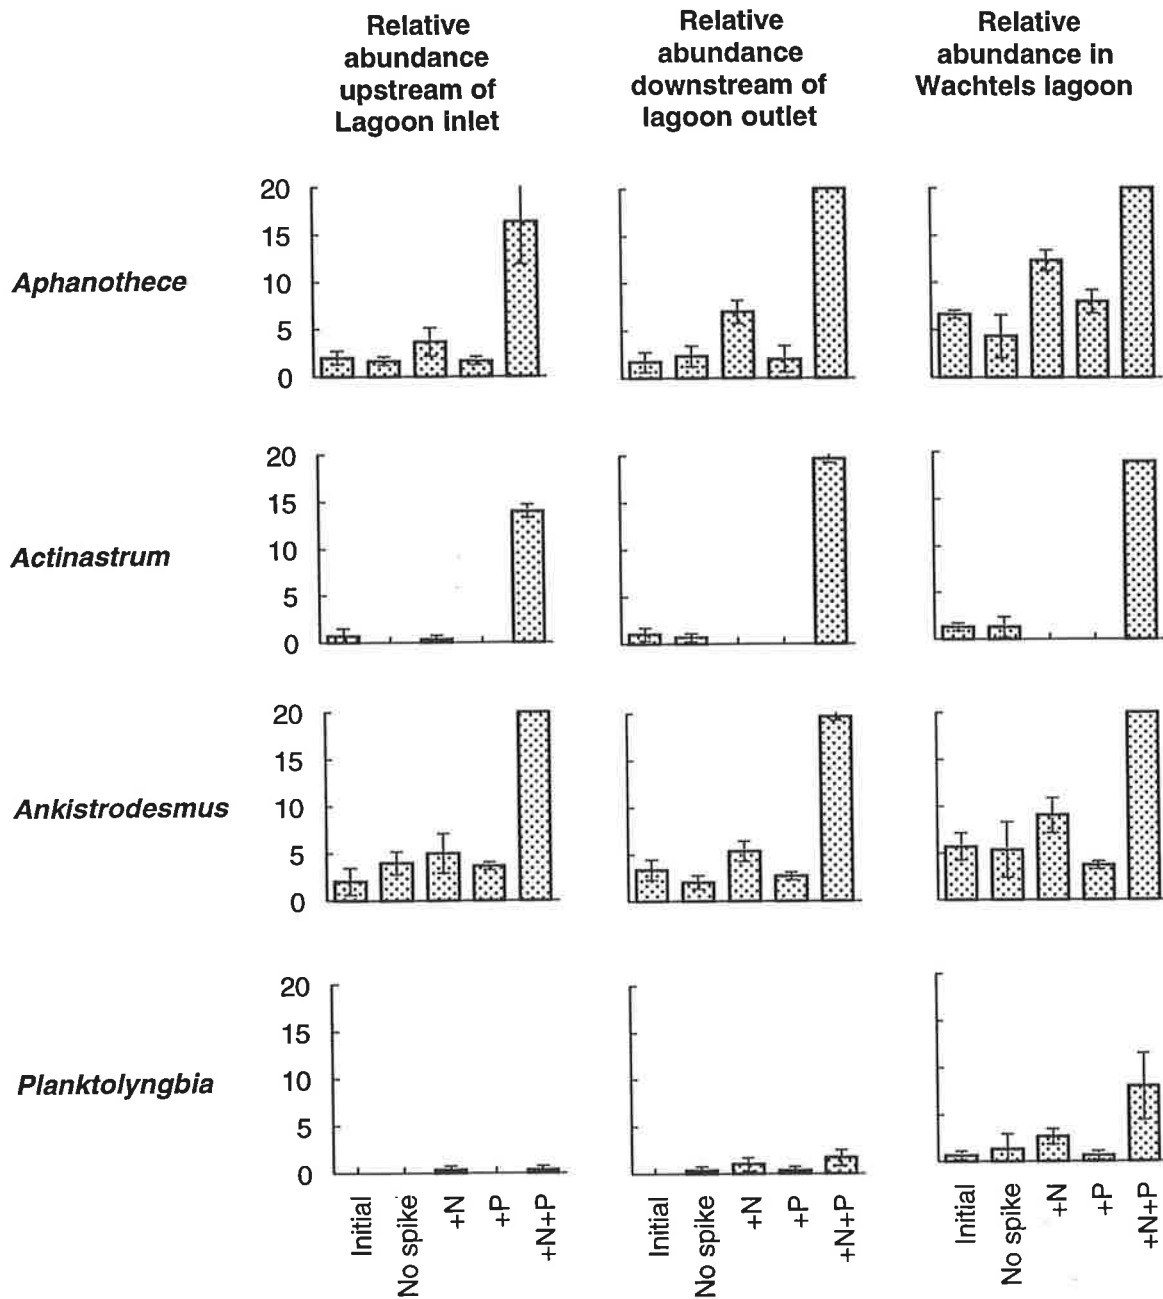 Relative
abundance
upstream of
Lagoon inlet
Relative
abundance
downstream of
lagoon outlet
Relative
abundance in
Wachtels lagoon
Aphanothece
20
15
10
5
0
Actinastrum
20
15
10
5
0
Ankistrodesmus
20
15
10
5
0
Planktolyngbia
20
15
10
5
0
Initial
No spike
+N
+P
+N+P
Initial
No spike
+N
+P
+N+P
Initial
No spike
+N
+P
+N+P